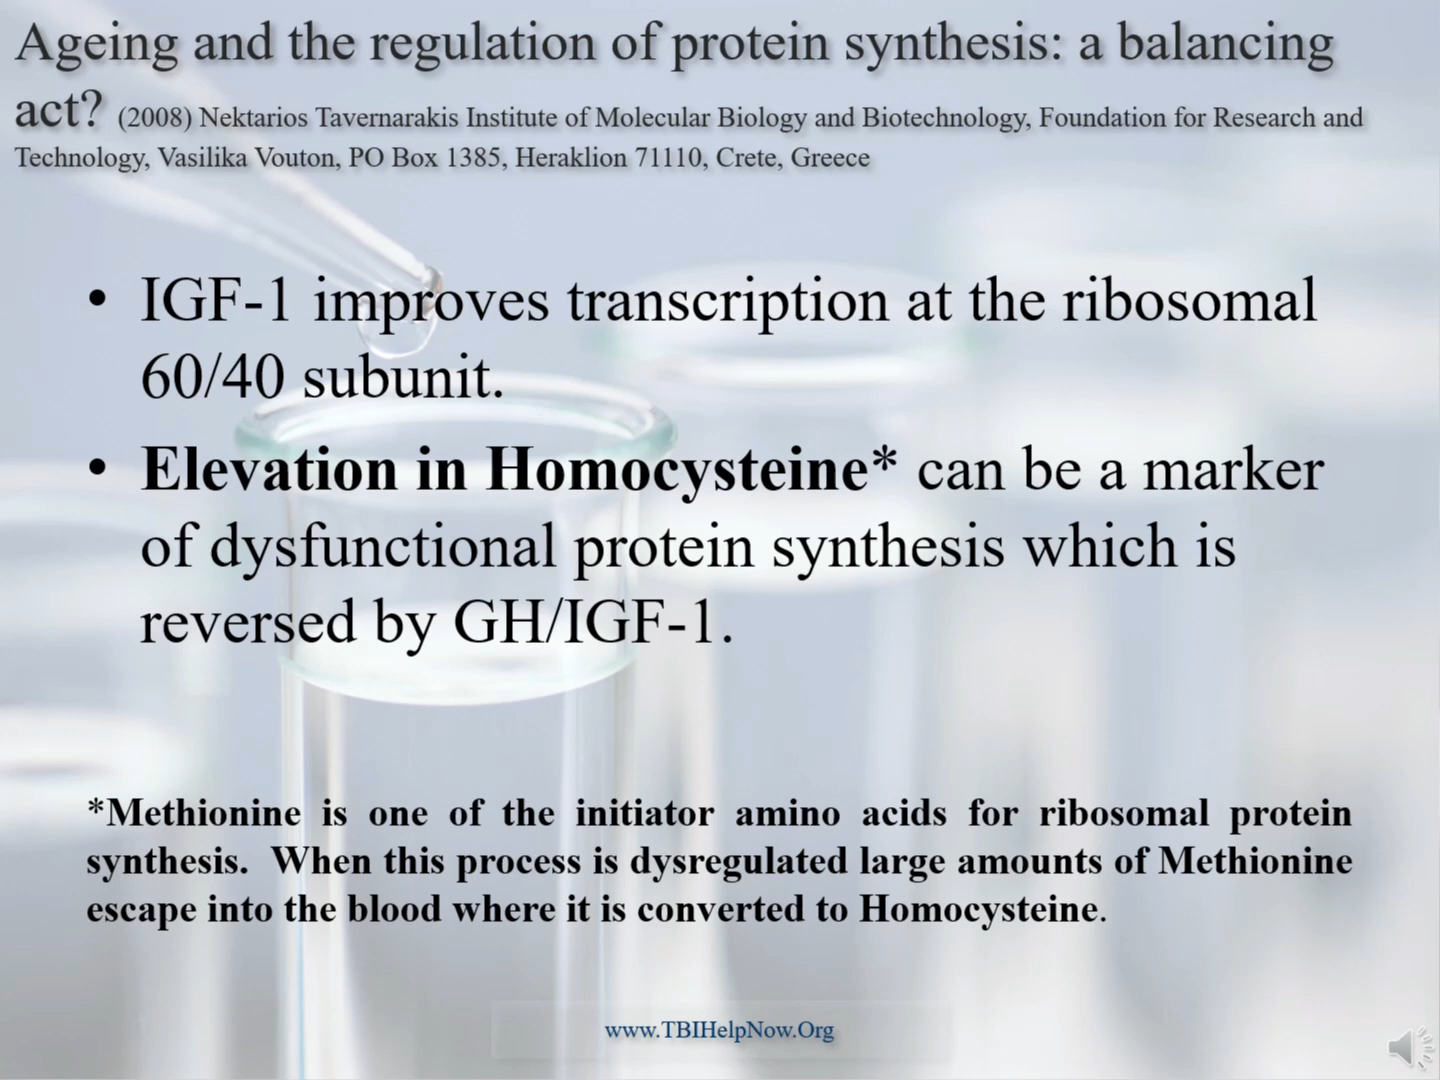 Ageing and the regulation of protein synthesis: a balancing
act? (2008) Nektarios Tavernarakis Institute of Molecular Biology and Biotechnology, Foundation for Research and
Technology, Vasilika Vouton, PO Box 1385, Heraklion 71110, Crete, Greece
• IGF-1 improves transcription at the ribosomal
60/40 subunit.
• Elevation in Homocysteine* can be a marker
of dysfunctional protein synthesis which is
reversed by GH/IGF-1.
*Methionine is one of the initiator amino acids for ribosomal protein
synthesis. When this process is dysregulated large amounts of Methionine
escape into the blood where it is converted to Homocysteine.
www.TBIHelpNow.Org